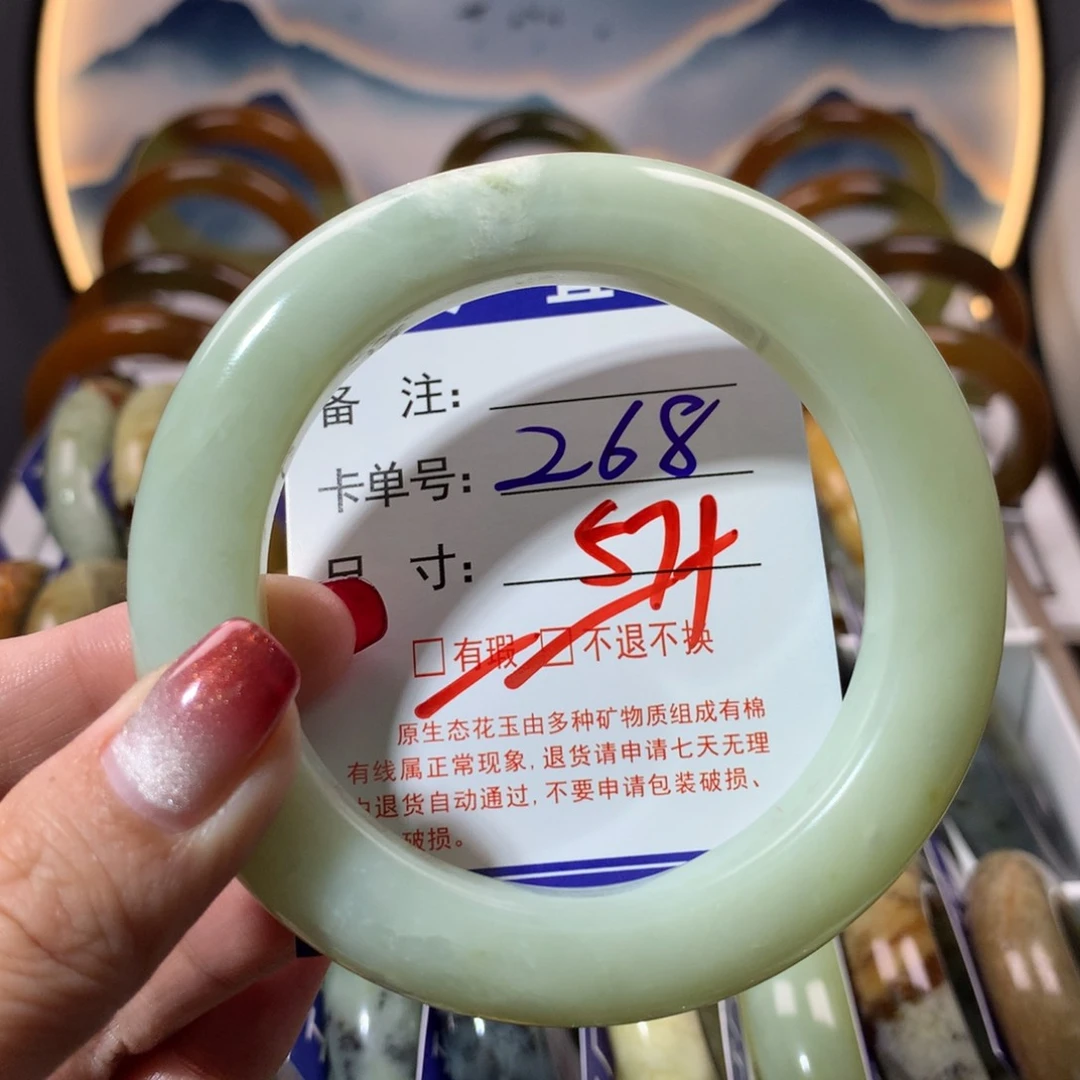 备 注:
卡单号: 268
尺 寸: 574
□有瑕 □不退不换
原生态花玉由多种矿物质组成有棉
有线属正常现象, 退货请申请七天无理
由退货自动通过, 不要申请包装破损、
破损。